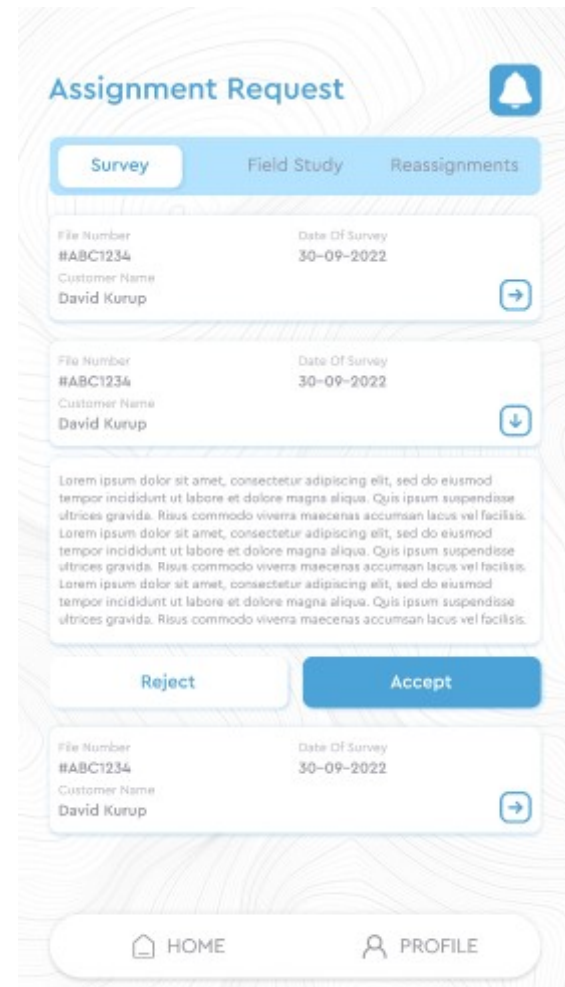 Assignment Request
Survey Field Study Reassignments
File Number Date Of Survey
#ABC1234 30-09-2022
Customer Name
David Kurup
File Number Date Of Survey
#ABC1234 30-09-2022
Customer Name
David Kurup
Lorem ipsum dolor sit amet, consectetur adipiscing elit, sed do eiusmod
tempor incididunt ut labore et dolore magna aliqua. Quis ipsum suspendisse
ultrices gravida. Risus commodo viverra maecenas accumsan lacus vel facilisis.
Lorem ipsum dolor sit amet, consectetur adipiscing elit, sed do eiusmod
tempor incididunt ut labore et dolore magna aliqua. Quis ipsum suspendisse
ultrices gravida. Risus commodo viverra maecenas accumsan lacus vel facilisis.
Lorem ipsum dolor sit amet, consectetur adipiscing elit, sed do eiusmod
tempor incididunt ut labore et dolore magna aliqua. Quis ipsum suspendisse
ultrices gravida. Risus commodo viverra maecenas accumsan lacus vel facilisis.
Reject Accept
File Number Date Of Survey
#ABC1234 30-09-2022
Customer Name
David Kurup
HOME PROFILE